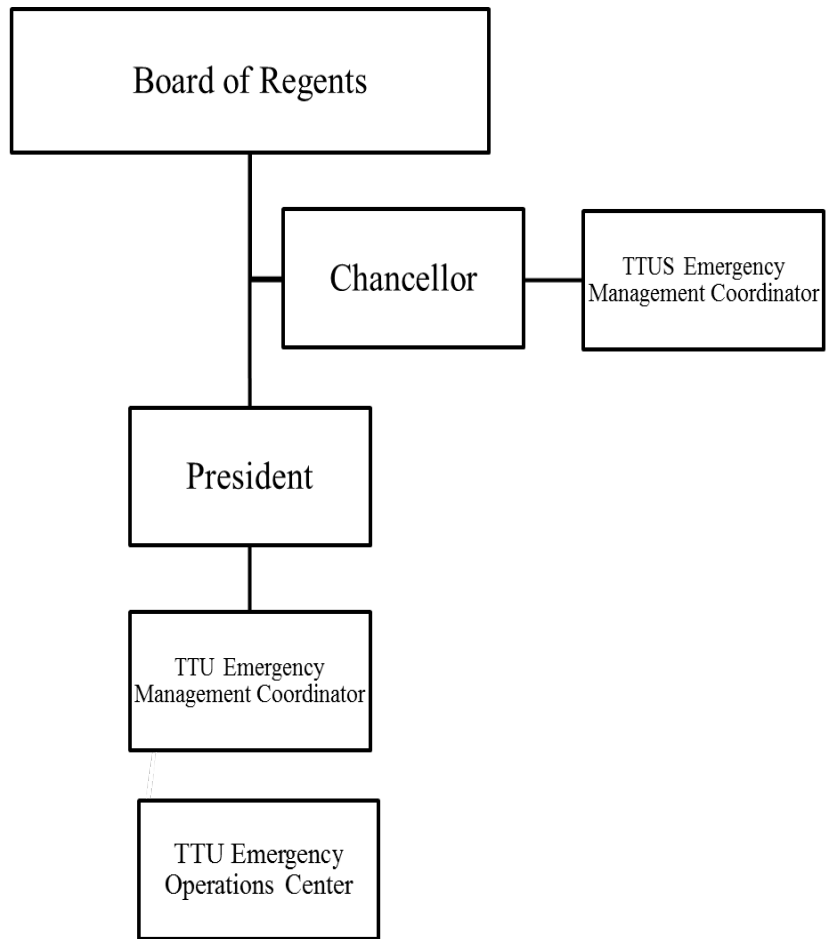 Board of Regents
Chancellor
TTUS Emergency
Management Coordinator
President
TTU Emergency
Management Coordinator
TTU Emergency
Operations Center